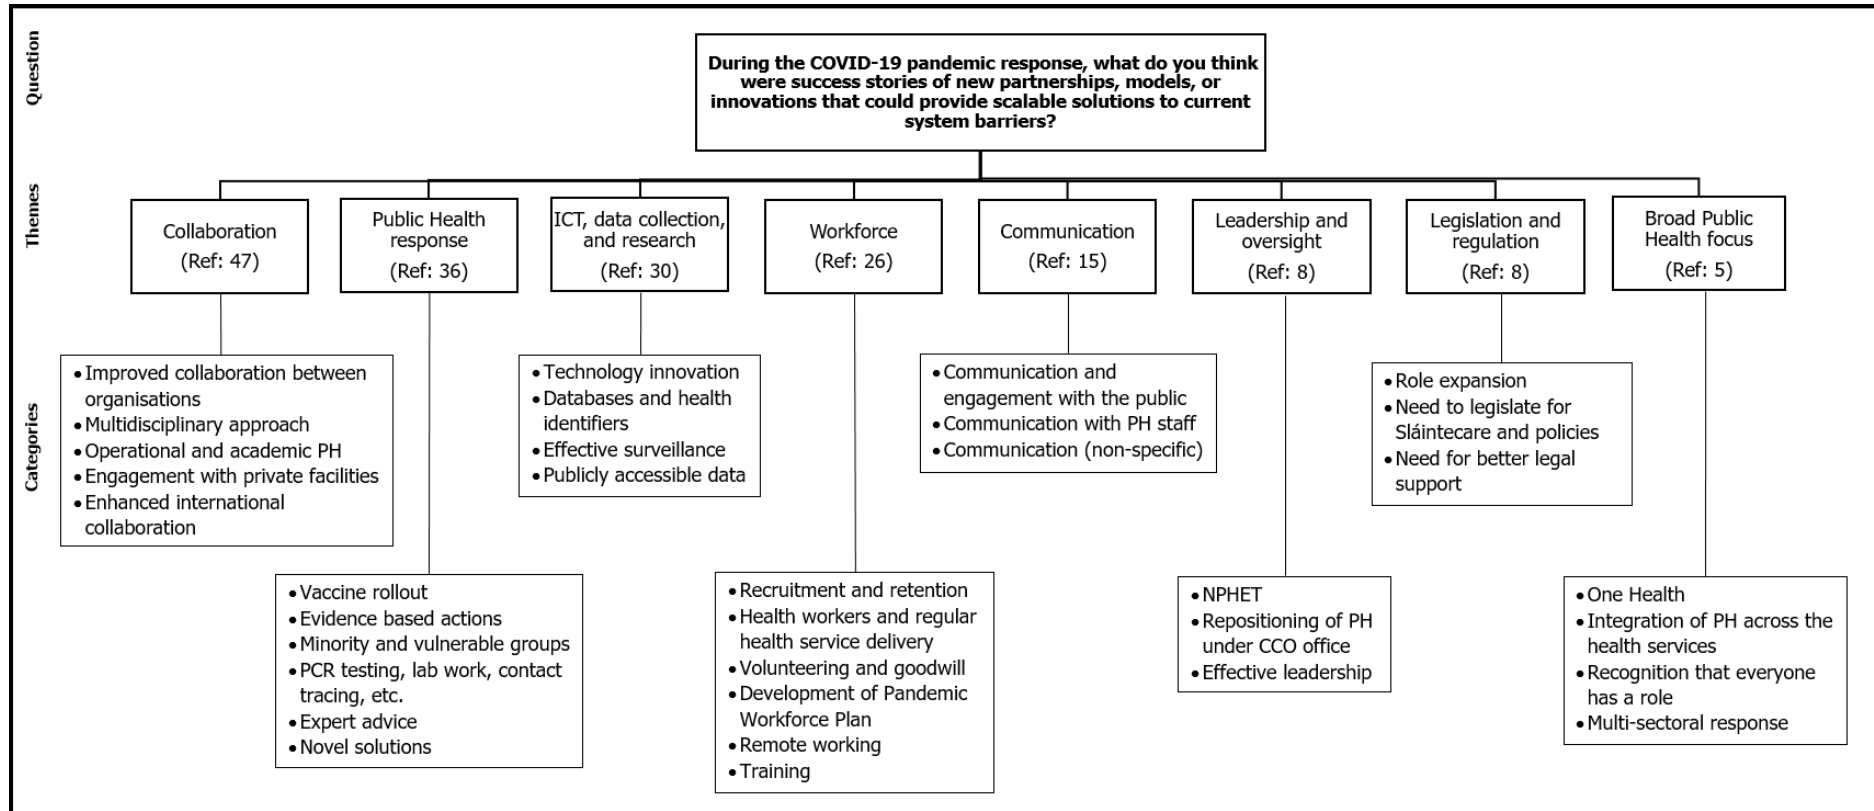 Question
During the COVID-19 pandemic response, what do you think
were success stories of new partnerships, models, or
innovations that could provide scalable solutions to current
system barriers?
Themes
Collaboration
(Ref: 47)
Public Health
response
(Ref: 36)
ICT, data collection,
and research
(Ref: 30)
Workforce
(Ref: 26)
Communication
(Ref: 15)
Leadership and
oversight
(Ref: 8)
Legislation and
regulation
(Ref: 8)
Broad Public
Health focus
(Ref: 5)
Categories
• Improved collaboration between
organisations
• Multidisciplinary approach
• Operational and academic PH
• Engagement with private facilities
• Enhanced international
collaboration
• Vaccine rollout
• Evidence based actions
• Minority and vulnerable groups
• PCR testing, lab work, contact
tracing, etc.
• Expert advice
• Novel solutions
• Technology innovation
• Databases and health
identifiers
• Effective surveillance
• Publicly accessible data
• Recruitment and retention
• Health workers and regular
health service delivery
• Volunteering and goodwill
• Development of Pandemic
Workforce Plan
• Remote working
• Training
• Communication and
engagement with the public
• Communication with PH staff
• Communication (non-specific)
• NPHET
• Repositioning of PH
under CCO office
• Effective leadership
• Role expansion
• Need to legislate for
Sláintecare and policies
• Need for better legal
support
• One Health
• Integration of PH across the
health services
• Recognition that everyone
has a role
• Multi-sectoral response